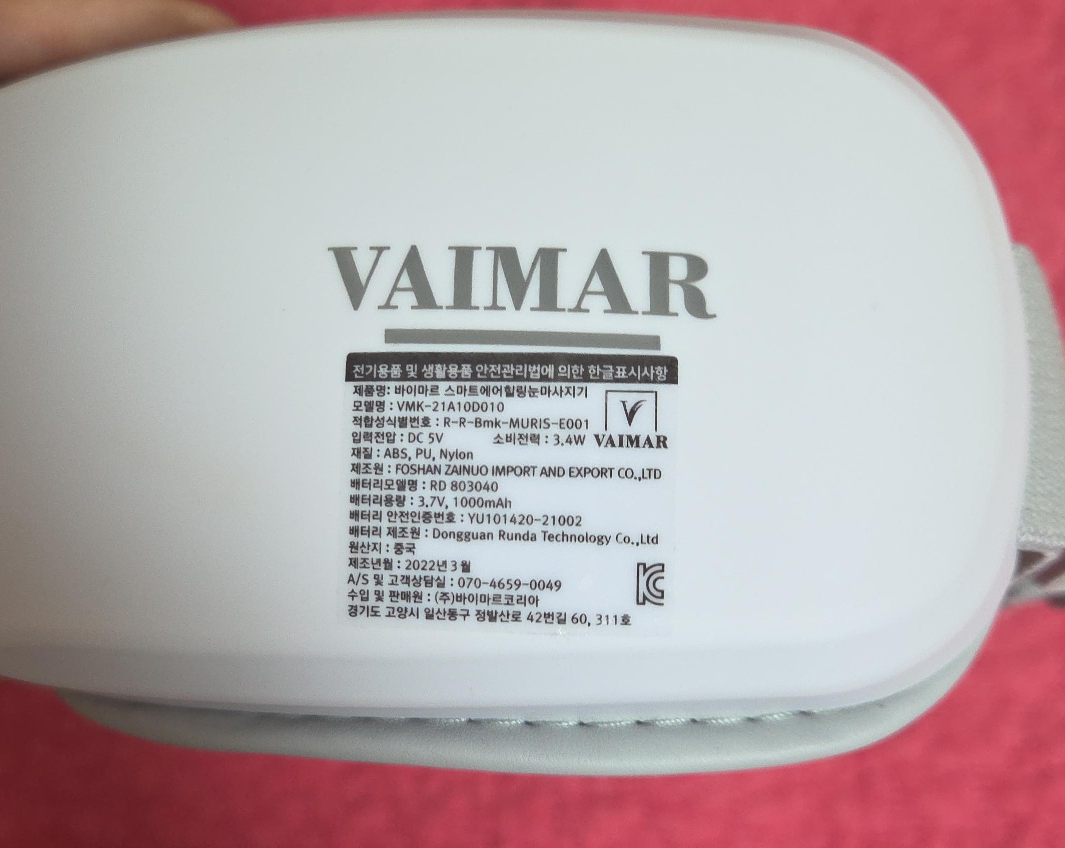 VAIMAR
전기용품 및 생활용품 안전관리법에 의한 한글표시사항
제품명: 바이마르 스마트에어힐링눈마사지기
모델명 : VMK-21A10D010
적합성식별번호 : R-R-Bmk-MURIS-E001
입력전압 : DC 5V 소비전력 : 3.4W
VAIMAR
재질 : ABS, PU, Nylon
제조원 : FOSHAN ZAINUO IMPORT AND EXPORT CO.,LTD
배터리모델명 : RD 803040
배터리용량 : 3.7V, 1000mAh
배터리 안전인증번호 : YU101420-21002
배터리 제조원 : Dongguan Runda Technology Co.,Ltd
원산지 : 중국
제조년월 : 2022년 3월
A/S 및 고객상담실 : 070-4659-0049
수입 및 판매원 : (주)바이마르코리아
경기도 고양시 일산동구 정발산로 42번길 60, 311호